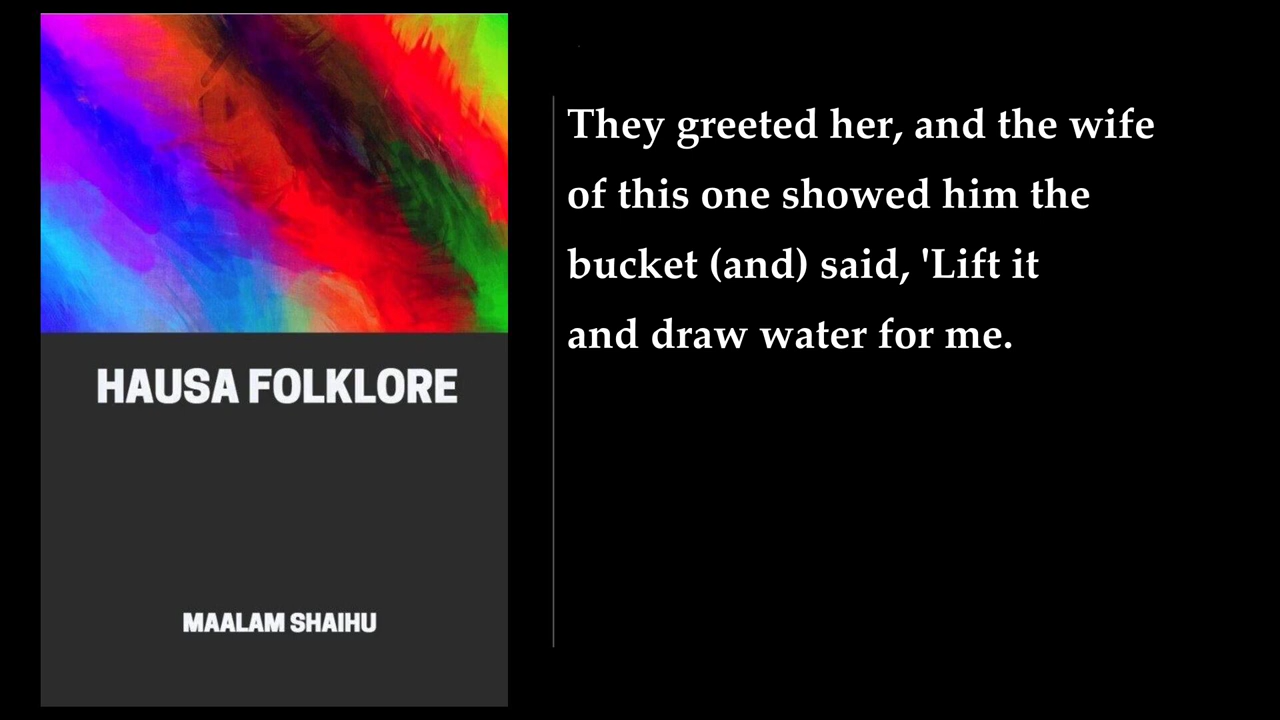 HAUSA FOLKLORE
MAALAM SHAIHU
They greeted her, and the wife
of this one showed him the
bucket (and) said, 'Lift it
and draw water for me.